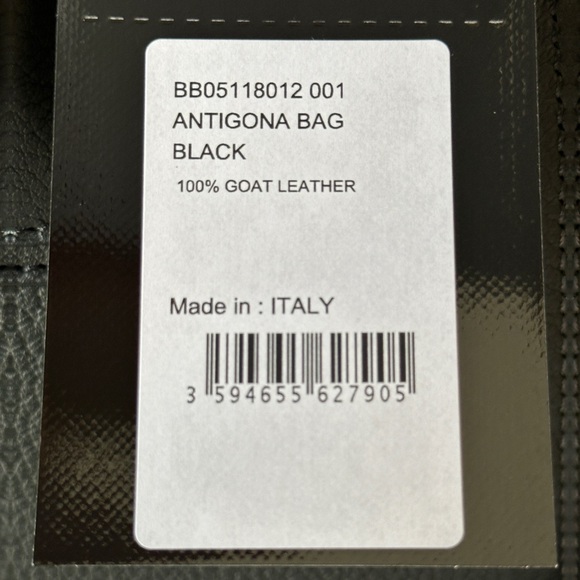 BB05118012 001
ANTIGONA BAG
BLACK
100% GOAT LEATHER
Made in : ITALY
3 594655 627905